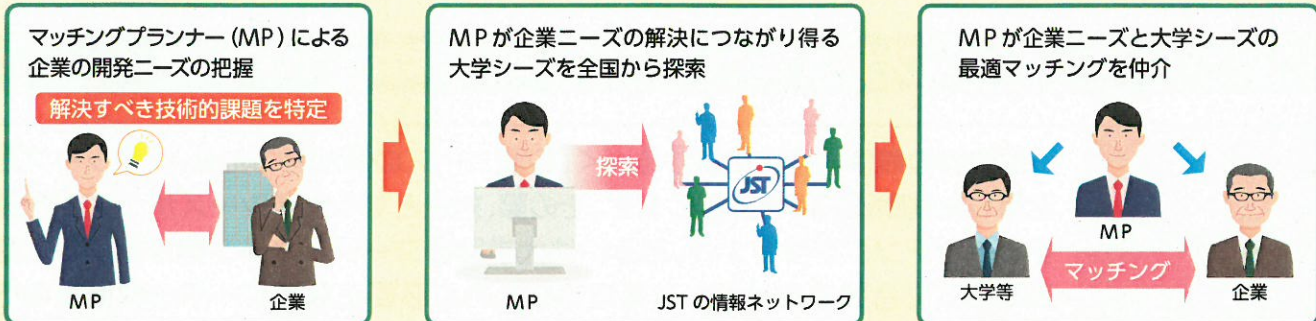 マッチングプランナー(MP)による
企業の開発ニーズの把握
解決すべき技術的課題を特定
MP
企業
MPが企業ニーズの解決につながり得る
大学シーズを全国から探索
探索
JST
MP
JSTの情報ネットワーク
MPが企業ニーズと大学シーズの
最適マッチングを仲介
MP
マッチング
大学等
企業